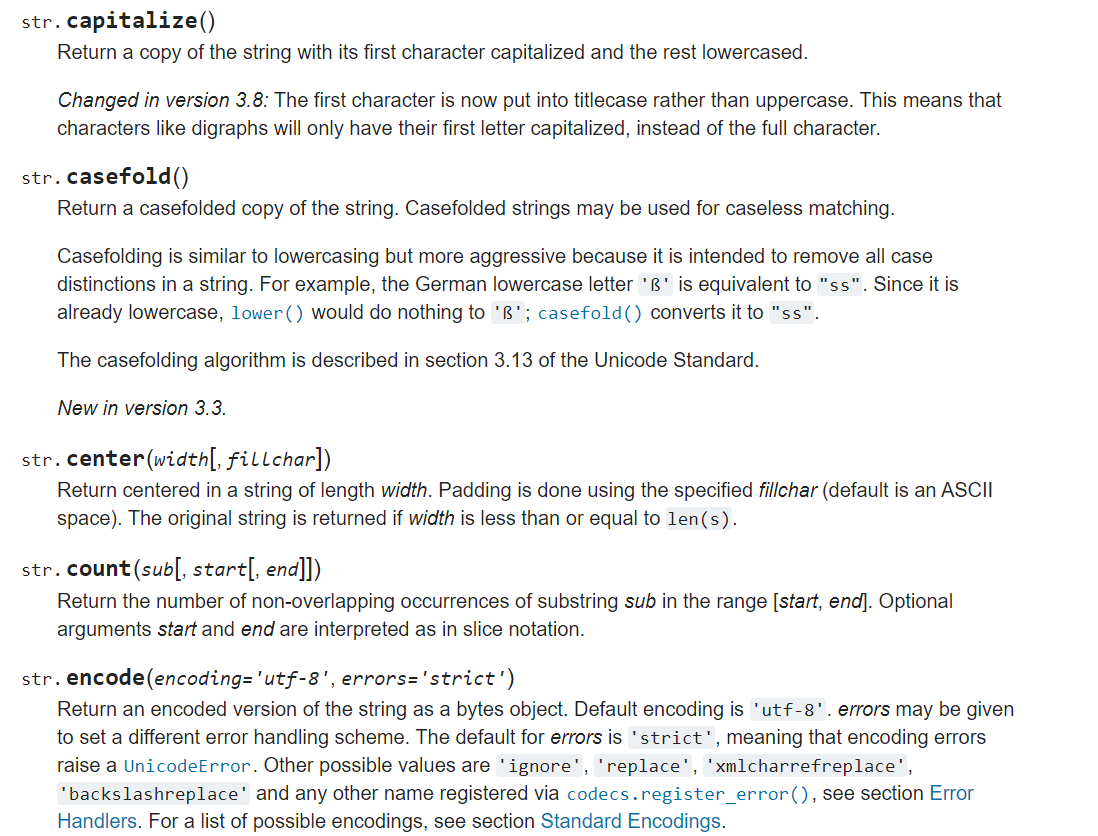 str.capitalize()
Return a copy of the string with its first character capitalized and the rest lowercased.
Changed in version 3.8: The first character is now put into titlecase rather than uppercase. This means that
characters like digraphs will only have their first letter capitalized, instead of the full character.
str.casefold()
Return a casefolded copy of the string. Casefolded strings may be used for caseless matching.
Casefolding is similar to lowercasing but more aggressive because it is intended to remove all case
distinctions in a string. For example, the German lowercase letter 'ß' is equivalent to "ss". Since it is
already lowercase, lower() would do nothing to 'ß'; casefold() converts it to "ss".
The casefolding algorithm is described in section 3.13 of the Unicode Standard.
New in version 3.3.
str.center(width[, fillchar])
Return centered in a string of length width. Padding is done using the specified fillchar (default is an ASCII
space). The original string is returned if width is less than or equal to len(s).
str.count(sub[, start[, end]])
Return the number of non-overlapping occurrences of substring sub in the range [start, end]. Optional
arguments start and end are interpreted as in slice notation.
str.encode(encoding='utf-8', errors='strict')
Return an encoded version of the string as a bytes object. Default encoding is 'utf-8'. errors may be given
to set a different error handling scheme. The default for errors is 'strict', meaning that encoding errors
raise a UnicodeError. Other possible values are 'ignore', 'replace', 'xmlcharrefreplace',
'backslashreplace' and any other name registered via codecs.register_error(), see section Error
Handlers. For a list of possible encodings, see section Standard Encodings.